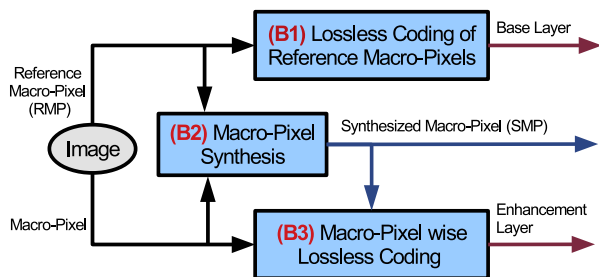 (B1) Lossless Coding of
Reference Macro-Pixels
Base Layer
Reference
Macro-Pixel
(RMP)
(B2) Macro-Pixel
Synthesis
Synthesized Macro-Pixel (SMP)
Image
Macro-Pixel
(B3) Macro-Pixel wise
Lossless Coding
Enhancement
Layer